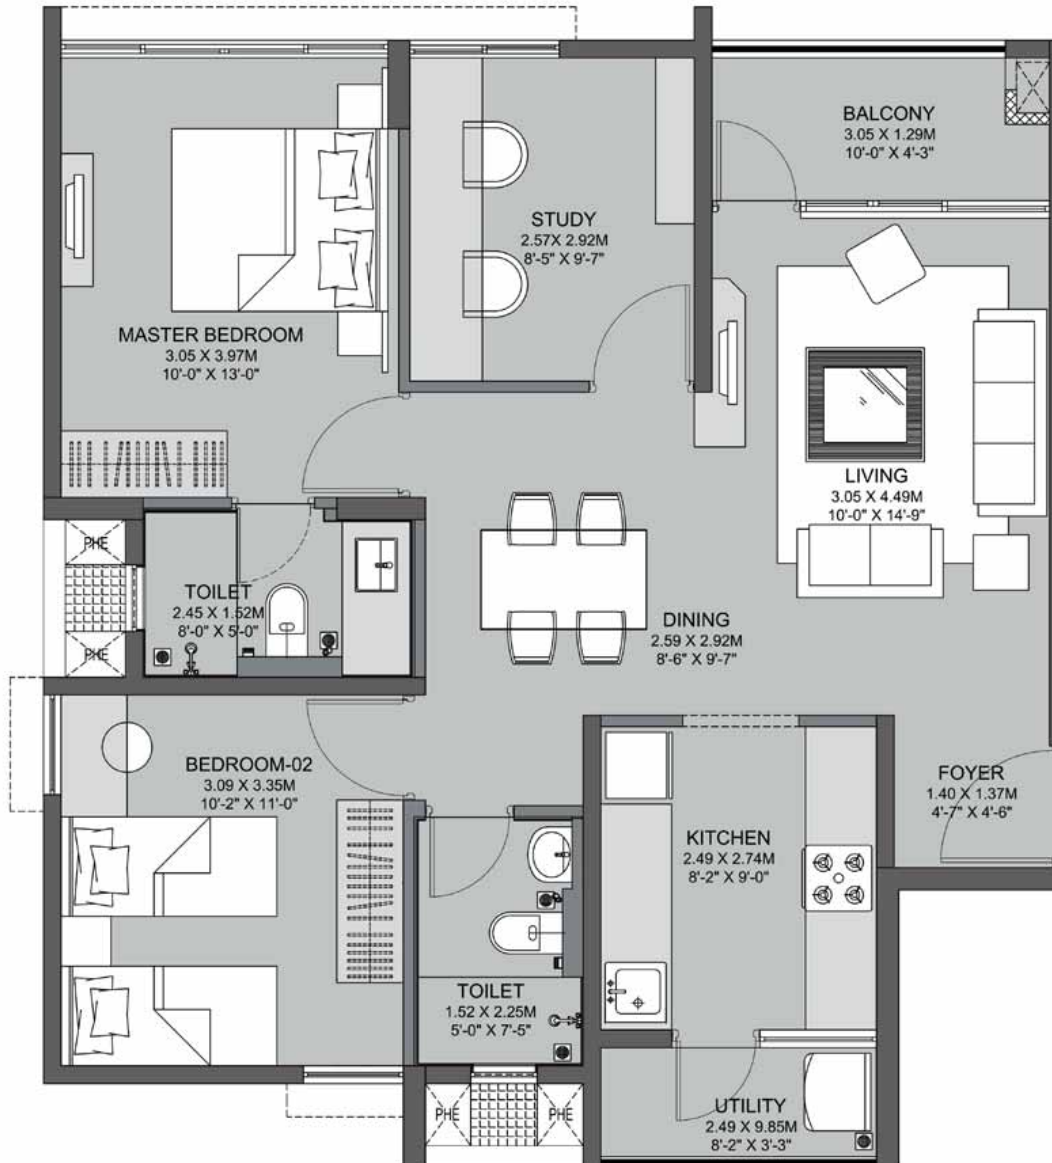 BALCONY
3.05 X 1.29M
10'-0" X 4'-3"
STUDY
2.57X 2.92M
8'-5" X 9'-7"
MASTER BEDROOM
3.05 X 3.97M
10'-0" X 13'-0"
LIVING
3.05 X 4.49M
10'-0" X 14'-9"
PHE
TOILET
2.45 X 1.52M
8'-0" X 5'-0"
PHE
DINING
2.59 X 2.92M
8'-6" X 9'-7"
BEDROOM-02
3.09 X 3.35M
10'-2" X 11'-0"
FOYER
1.40 X 1.37M
4'-7" X 4'-6"
KITCHEN
2.49 X 2.74M
8'-2" X 9'-0"
TOILET
1.52 X 2.25M
5'-0" X 7'-5"
PHE
PHE
UTILITY
2.49 X 9.85M
8'-2" X 3'-3"